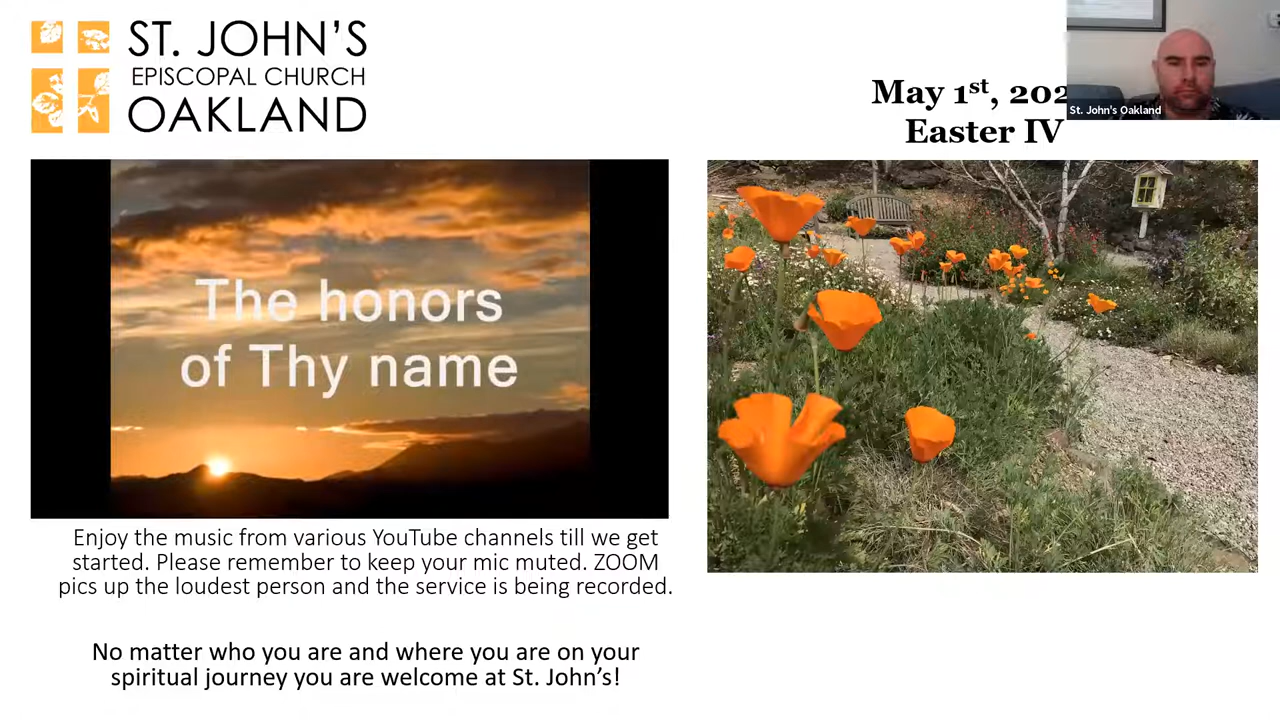 ST. JOHN'S
EPISCOPAL CHURCH
OAKLAND
May 1st, 202
Easter IV
St. John's Oakland
The honors
of Thy name
Enjoy the music from various YouTube channels till we get
started. Please remember to keep your mic muted. ZOOM
pics up the loudest person and the service is being recorded.
No matter who you are and where you are on your
spiritual journey you are welcome at St. John's!